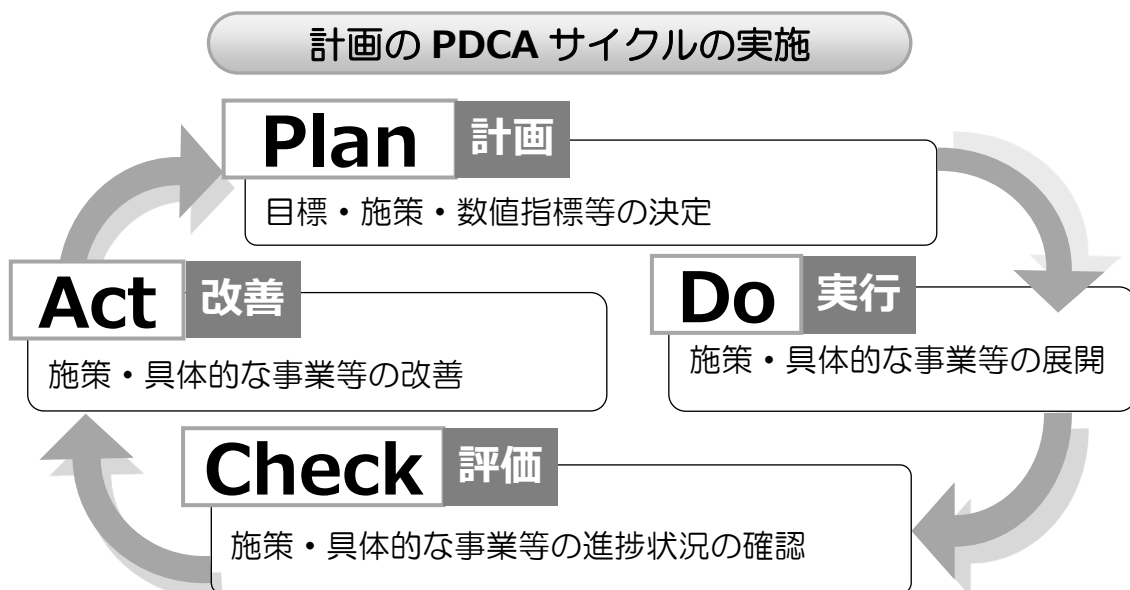 計画の PDCA サイクルの実施
Plan 計画
目標・施策・数値指標等の決定
Do 実行
施策・具体的な事業等の展開
Check 評価
施策・具体的な事業等の進捗状況の確認
Act 改善
施策・具体的な事業等の改善